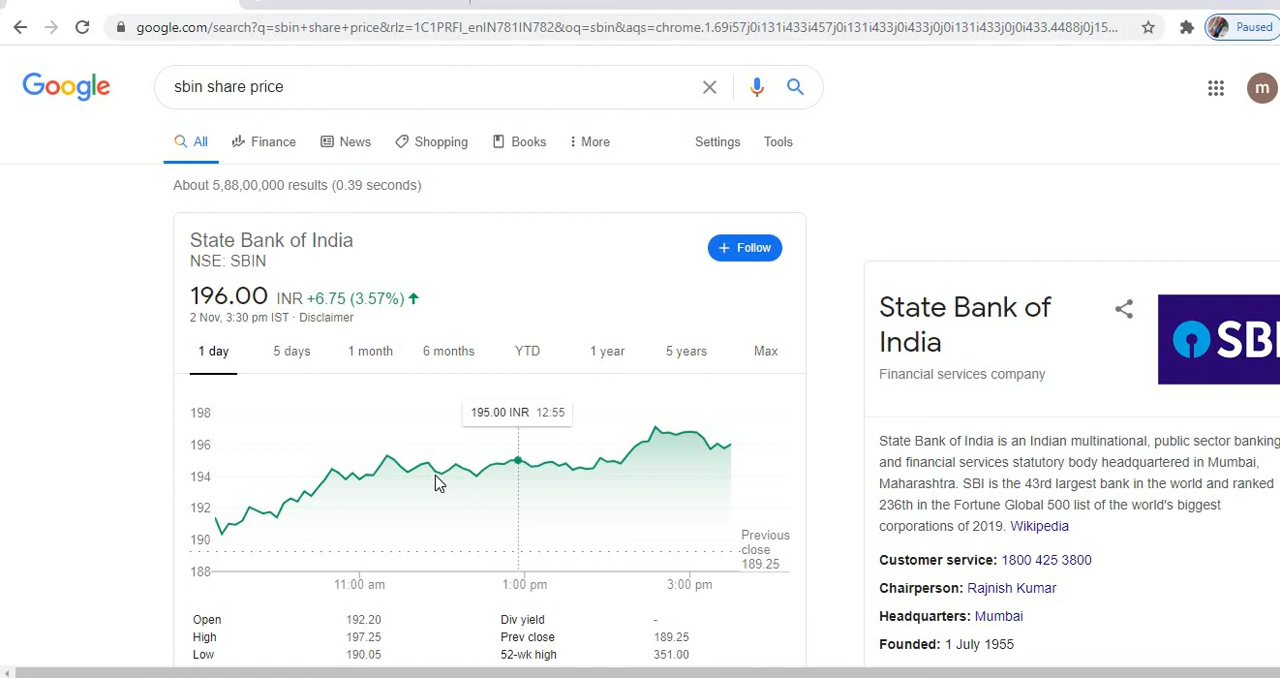 google.com/search?q=sbin+share+price&rlz=1C1PRFI_enIN781IN782&oq=sbin&aqs=chrome.1.69i57j0i131i433i457j0i131i433j0i433j0j0i131i433j0j0i433.4488j0j15...
Paused
Google
sbin share price
m
All
Finance
News
Shopping
Books
More
Settings
Tools
About 5,88,00,000 results (0.39 seconds)
State Bank of India
NSE: SBIN
Follow
196.00 INR +6.75 (3.57%)
2 Nov, 3:30 pm IST · Disclaimer
1 day
5 days
1 month
6 months
YTD
1 year
5 years
Max
195.00 INR 12:55
198
196
194
192
190
188
Previous
close
189.25
11:00 am
1:00 pm
3:00 pm
Open 192.20 Div yield -
High 197.25 Prev close 189.25
Low 190.05 52-wk high 351.00
State Bank of
India
Financial services company
SBI
State Bank of India is an Indian multinational, public sector banking
and financial services statutory body headquartered in Mumbai,
Maharashtra. SBI is the 43rd largest bank in the world and ranked
236th in the Fortune Global 500 list of the world's biggest
corporations of 2019. Wikipedia
Customer service: 1800 425 3800
Chairperson: Rajnish Kumar
Headquarters: Mumbai
Founded: 1 July 1955